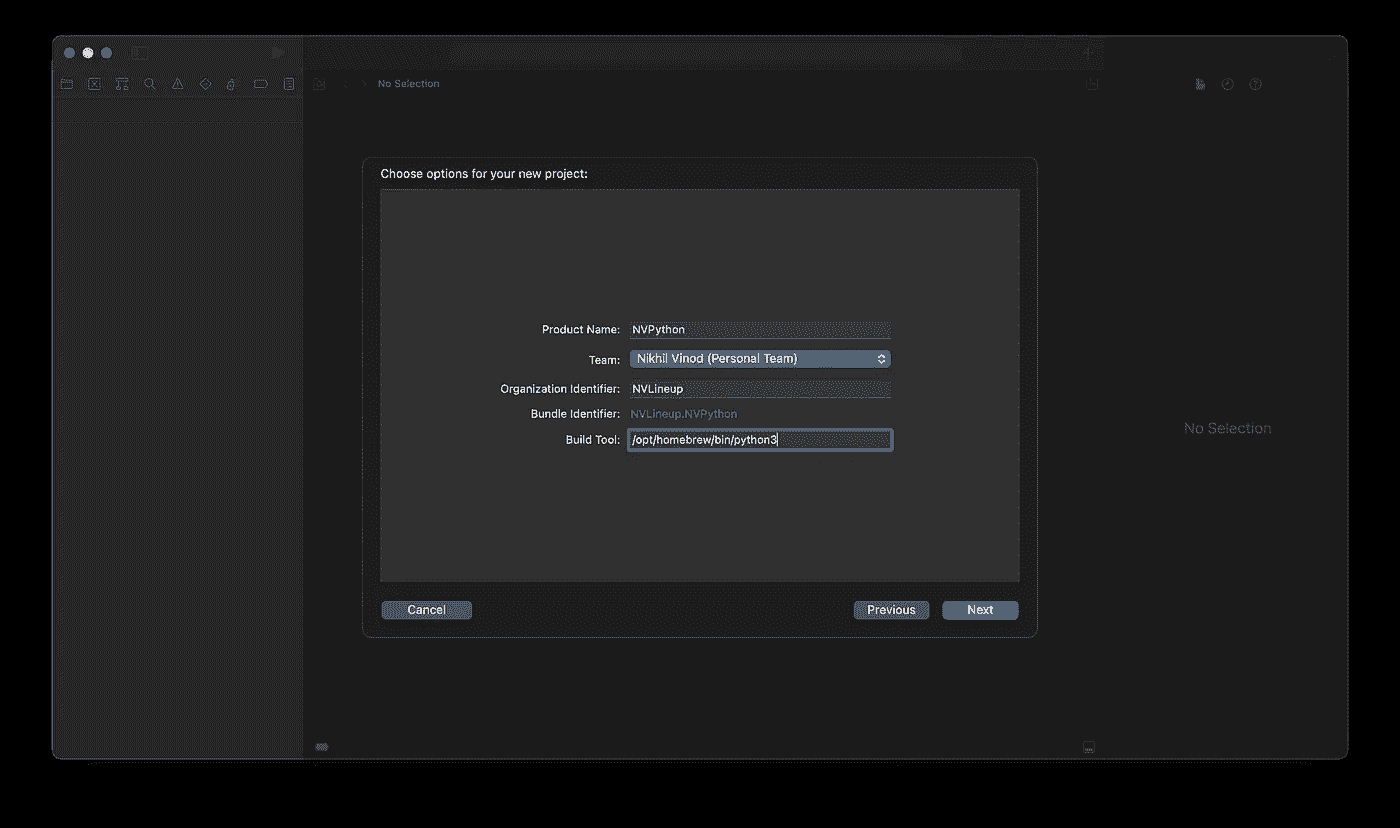 No Selection
Choose options for your new project:
Product Name: NVPython
Team: Nikhil Vinod (Personal Team)
Organization Identifier: NVLineup
Bundle Identifier: NVLineup.NVPython
Build Tool: /opt/homebrew/bin/python3
No Selection
Cancel Previous Next